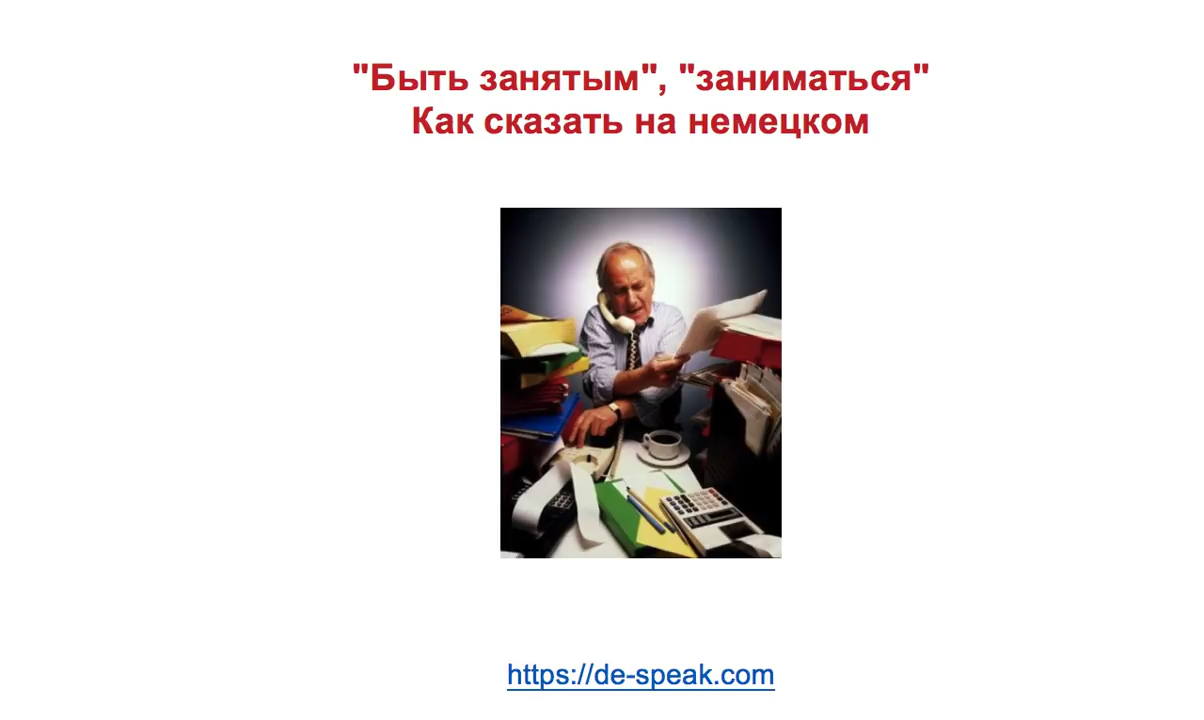 "Быть занятым", "заниматься"
Как сказать на немецком
https://de-speak.com